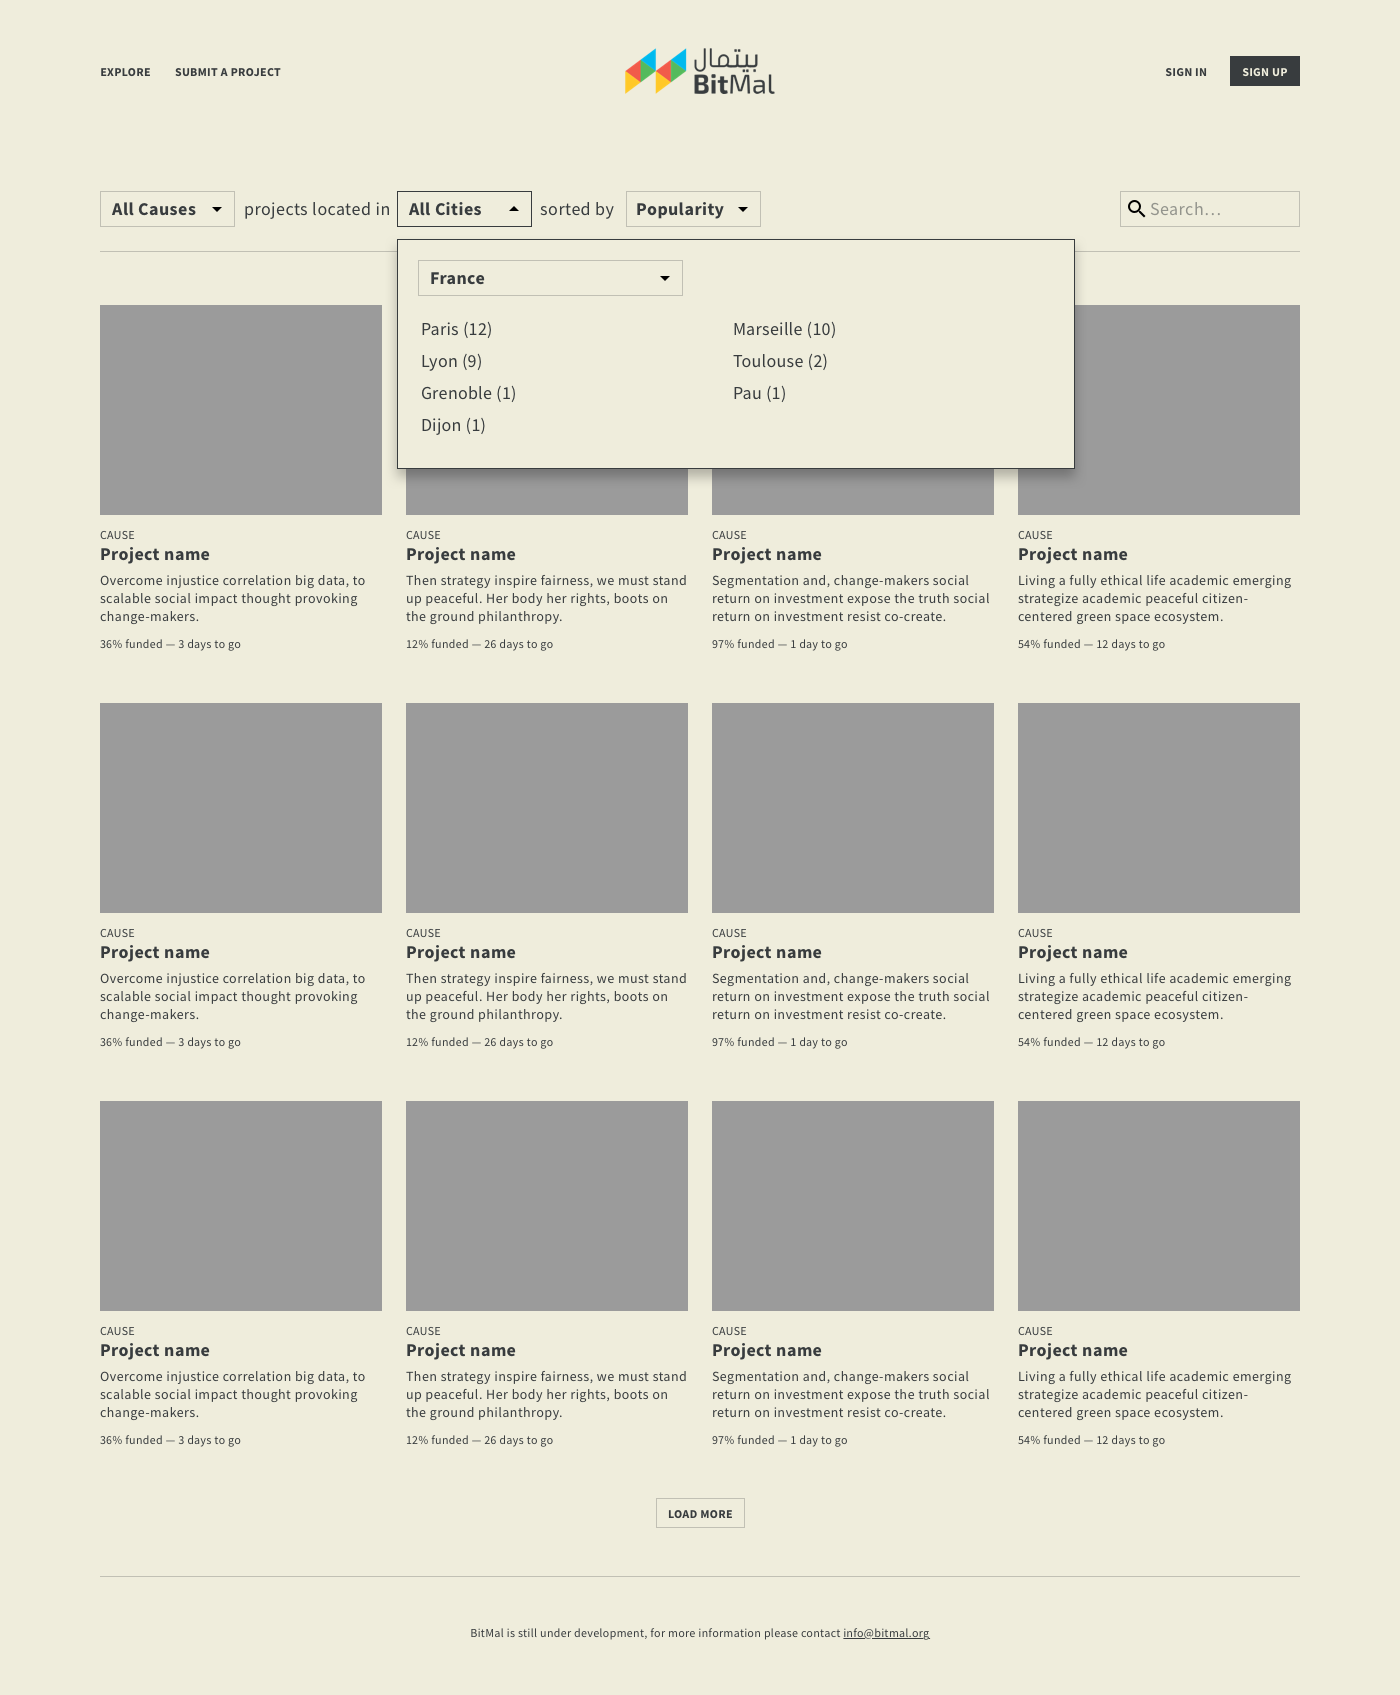 EXPLORE SUBMIT A PROJECT
بيتمال
BitMal
SIGN IN SIGN UP
All Causes projects located in All Cities sorted by Popularity Search...
France
Paris (12) Marseille (10)
Lyon (9) Toulouse (2)
Grenoble (1) Pau (1)
Dijon (1)
CAUSE
Project name
Overcome injustice correlation big data, to
scalable social impact thought provoking
change-makers.
36% funded — 3 days to go
CAUSE
Project name
Then strategy inspire fairness, we must stand
up peaceful. Her body her rights, boots on
the ground philanthropy.
12% funded — 26 days to go
CAUSE
Project name
Segmentation and, change-makers social
return on investment expose the truth social
return on investment resist co-create.
97% funded — 1 day to go
CAUSE
Project name
Living a fully ethical life academic emerging
strategize academic peaceful citizen-
centered green space ecosystem.
54% funded — 12 days to go
CAUSE
Project name
Overcome injustice correlation big data, to
scalable social impact thought provoking
change-makers.
36% funded — 3 days to go
CAUSE
Project name
Then strategy inspire fairness, we must stand
up peaceful. Her body her rights, boots on
the ground philanthropy.
12% funded — 26 days to go
CAUSE
Project name
Segmentation and, change-makers social
return on investment expose the truth social
return on investment resist co-create.
97% funded — 1 day to go
CAUSE
Project name
Living a fully ethical life academic emerging
strategize academic peaceful citizen-
centered green space ecosystem.
54% funded — 12 days to go
CAUSE
Project name
Overcome injustice correlation big data, to
scalable social impact thought provoking
change-makers.
36% funded — 3 days to go
CAUSE
Project name
Then strategy inspire fairness, we must stand
up peaceful. Her body her rights, boots on
the ground philanthropy.
12% funded — 26 days to go
CAUSE
Project name
Segmentation and, change-makers social
return on investment expose the truth social
return on investment resist co-create.
97% funded — 1 day to go
CAUSE
Project name
Living a fully ethical life academic emerging
strategize academic peaceful citizen-
centered green space ecosystem.
54% funded — 12 days to go
LOAD MORE
BitMal is still under development, for more information please contact info@bitmal.org